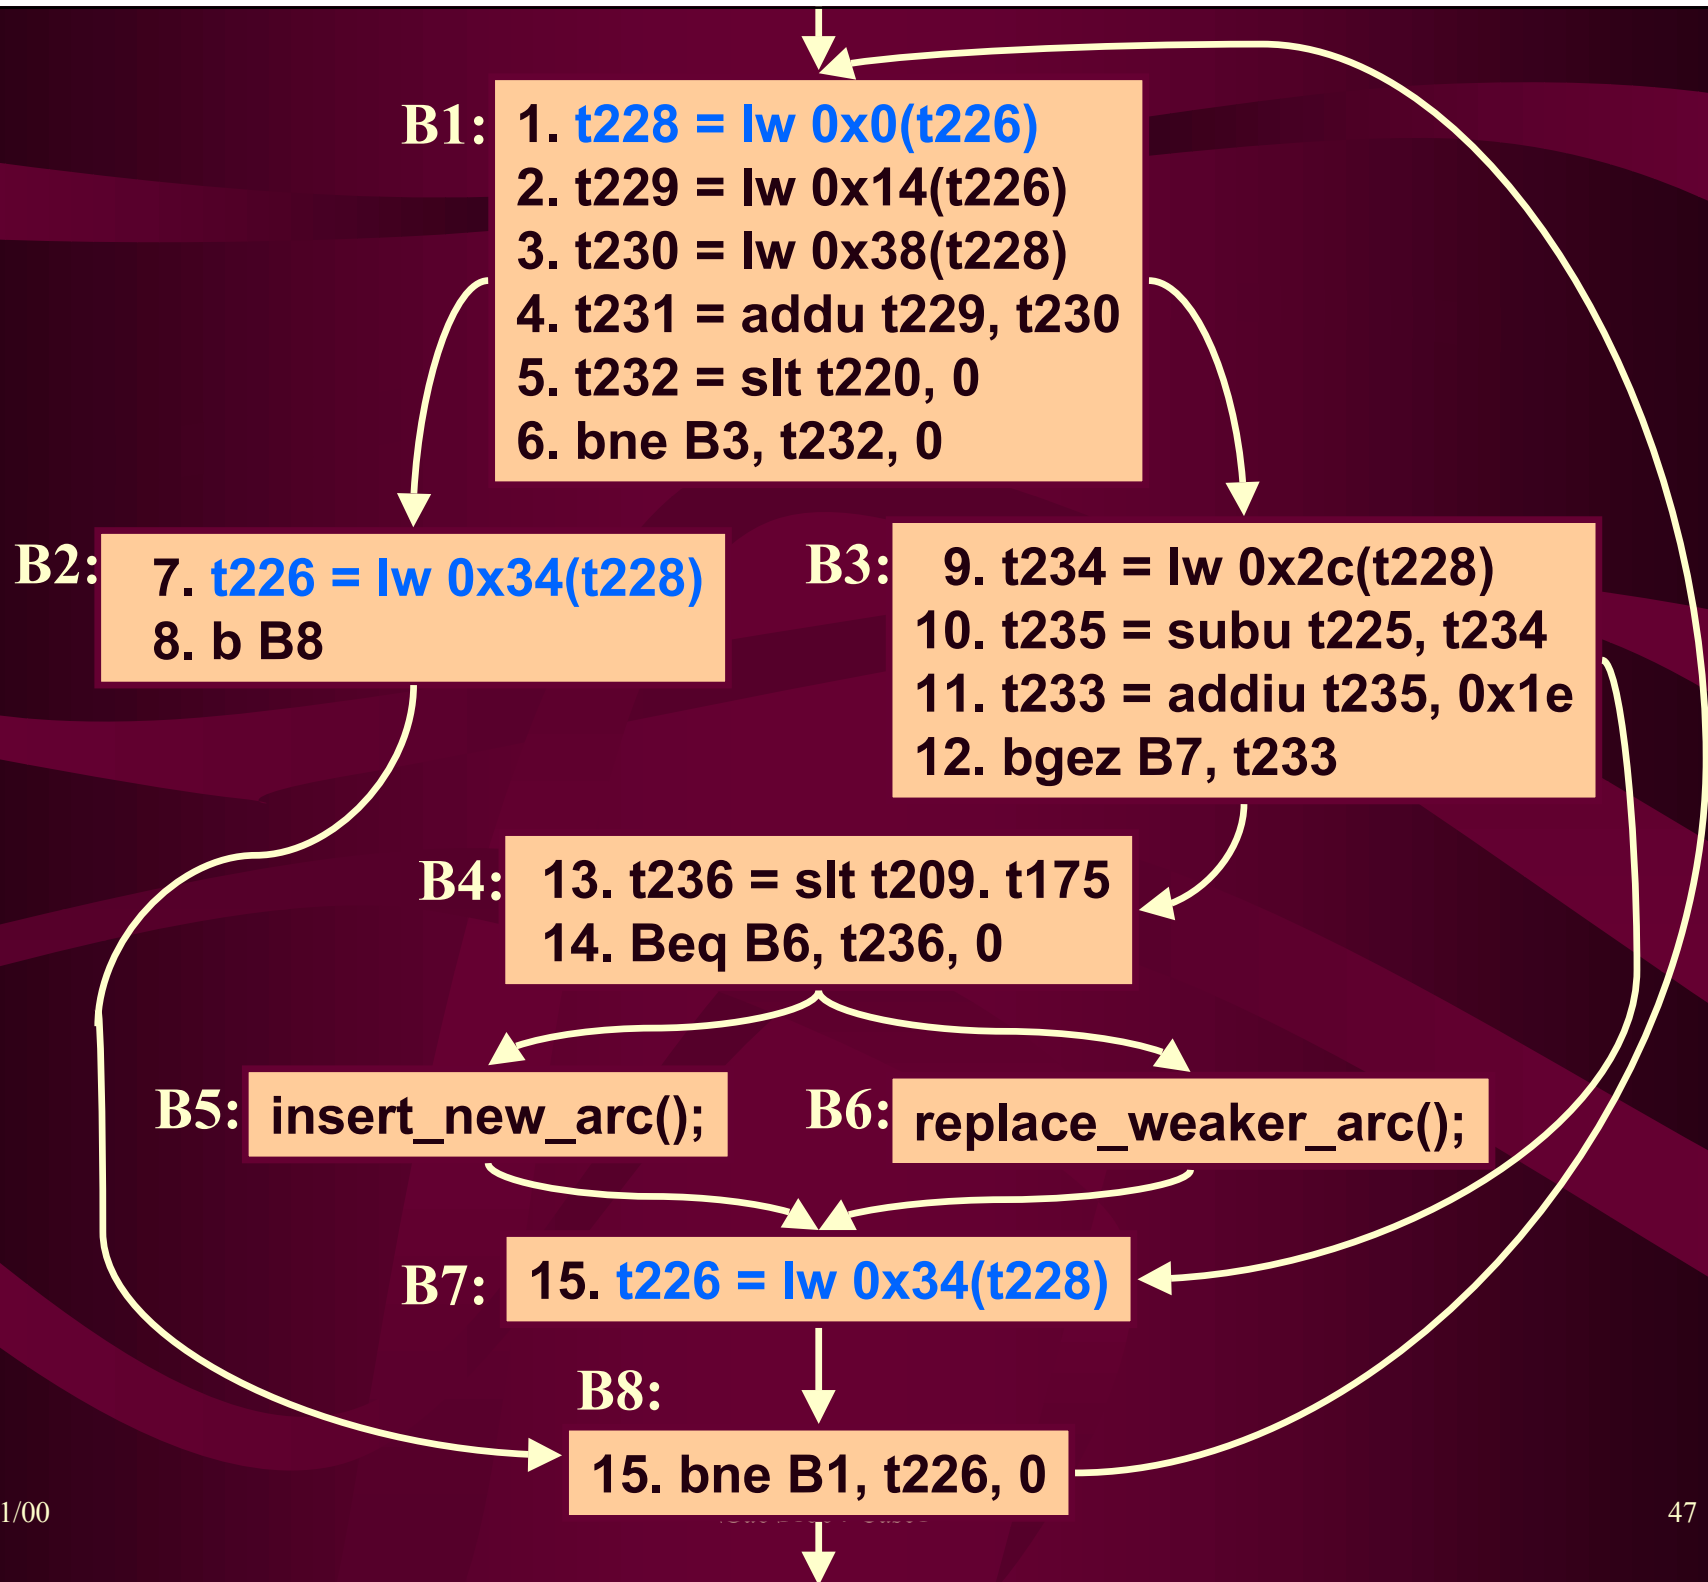 B1:
1. t228 = lw 0x0(t226)
2. t229 = lw 0x14(t226)
3. t230 = lw 0x38(t228)
4. t231 = addu t229, t230
5. t232 = slt t220, 0
6. bne B3, t232, 0
B2:
7. t226 = lw 0x34(t228)
8. b B8
B3:
9. t234 = lw 0x2c(t228)
10. t235 = subu t225, t234
11. t233 = addiu t235, 0x1e
12. bgez B7, t233
B4:
13. t236 = slt t209. t175
14. Beq B6, t236, 0
B5:
insert_new_arc();
B6:
replace_weaker_arc();
B7:
15. t226 = lw 0x34(t228)
B8:
15. bne B1, t226, 0
1/00
47